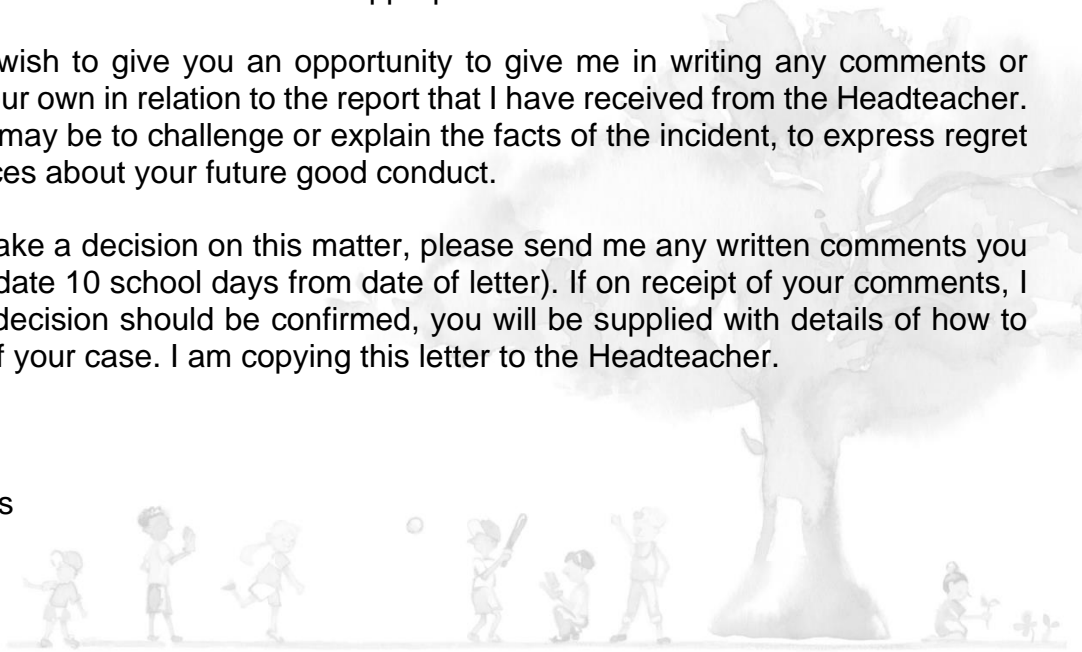 wish to give you an opportunity to give me in writing any comments or
ur own in relation to the report that I have received from the Headteacher.
may be to challenge or explain the facts of the incident, to express regret
ces about your future good conduct.
ake a decision on this matter, please send me any written comments you
date 10 school days from date of letter). If on receipt of your comments, I
decision should be confirmed, you will be supplied with details of how to
f your case. I am copying this letter to the Headteacher.
s